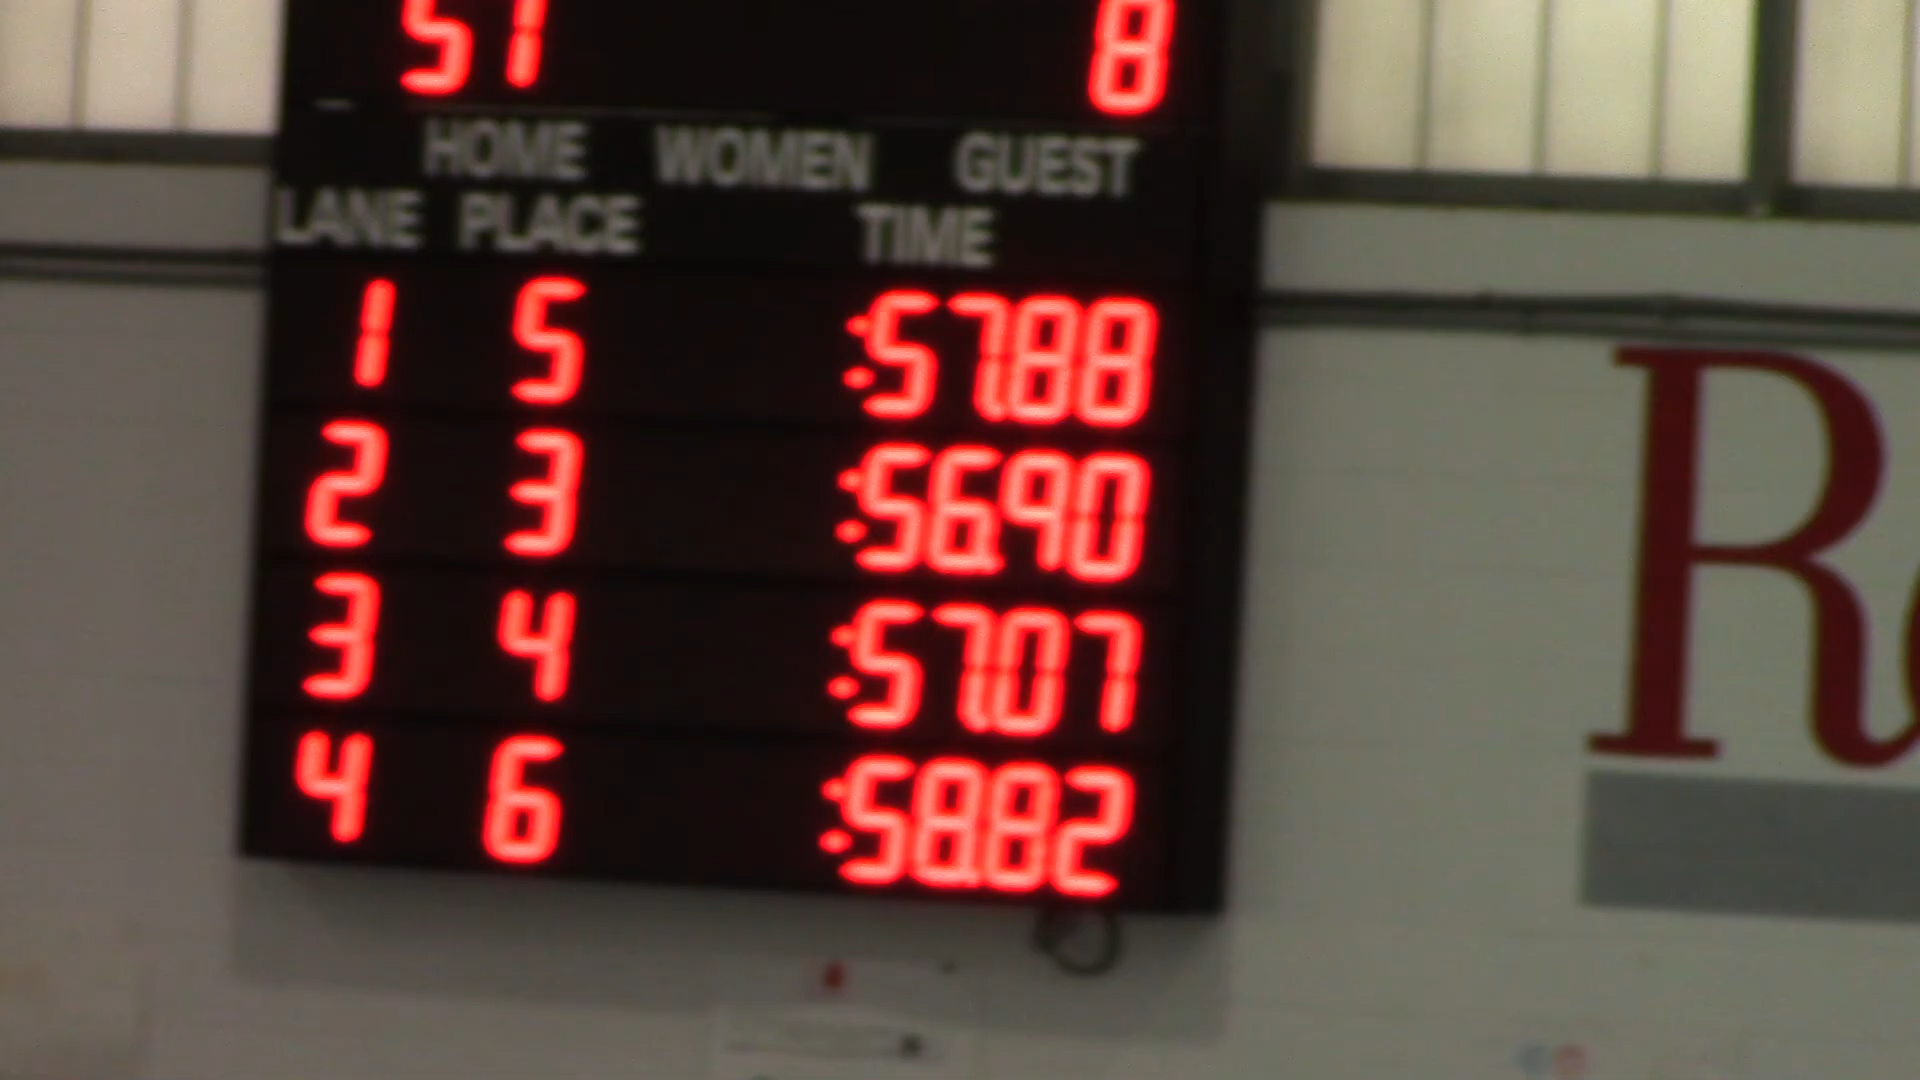 51 8
HOME WOMEN GUEST
LANE PLACE TIME
1 5 :57.88
2 3 :56.90
3 4 :57.07
4 6 :58.82
R